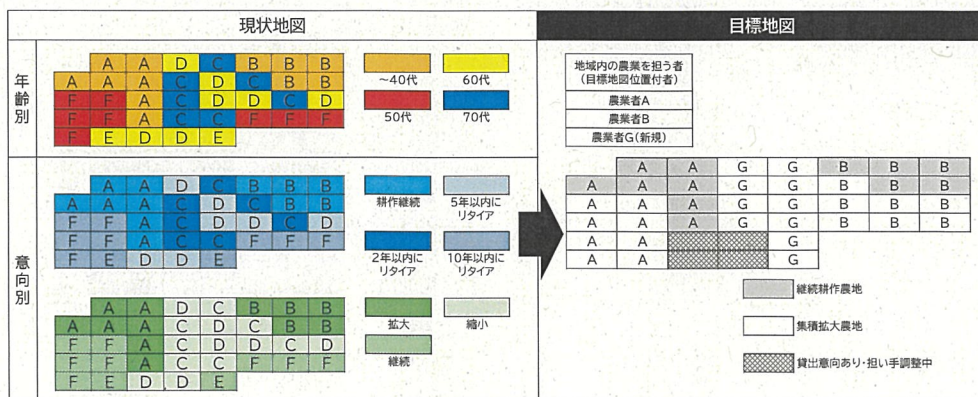 現状地図
目標地図
年齢別
A A D C B B B
A A A C D C B B
F F A C D D C D
F F A C C F F F
F E D D E
~40代
60代
50代
70代
意向別
A A D C B B B
A A A C D C B B
F F A C D D C D
F F A C C F F F
F E D D E
耕作継続
5年以内に
リタイア
2年以内に
リタイア
10年以内に
リタイア
A A D C B B B
A A A C D C B B
F F A C D D C D
F F A C C F F F
F E D D E
拡大
縮小
継続
地域内の農業を担う者
(目標地図位置付者)
農業者A
農業者B
農業者G(新規)
A A G G B B B
A A A G G B B B
A A A G G B B B
A A A G G B B B
A A G
A A G
継続耕作農地
集積拡大農地
貸出意向あり・担い手調整中